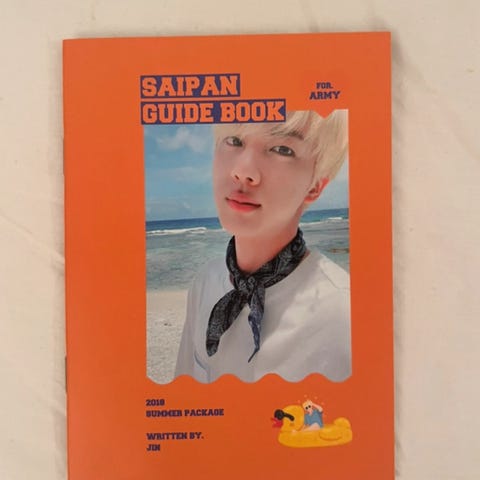 SAIPAN
GUIDE BOOK
FOR.
ARMY
2018
SUMMER PACKAGE
WRITTEN BY.
JIN